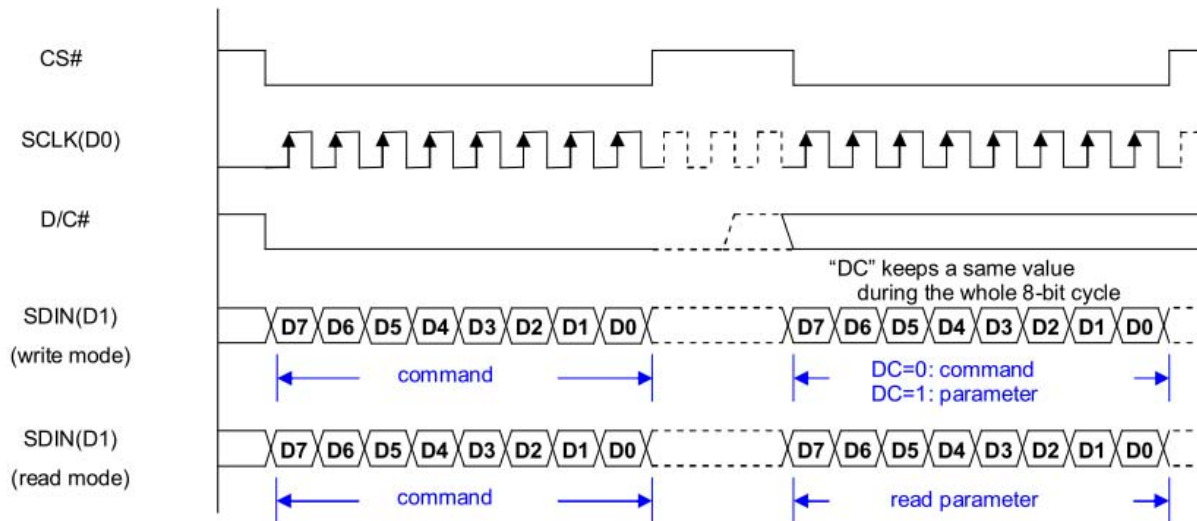 CS#
SCLK(D0)
D/C#
“DC” keeps a same value
during the whole 8-bit cycle
SDIN(D1)
(write mode)
D7 D6 D5 D4 D3 D2 D1 D0 D7 D6 D5 D4 D3 D2 D1 D0
command
DC=0: command
DC=1: parameter
SDIN(D1)
(read mode)
D7 D6 D5 D4 D3 D2 D1 D0 D7 D6 D5 D4 D3 D2 D1 D0
command
read parameter